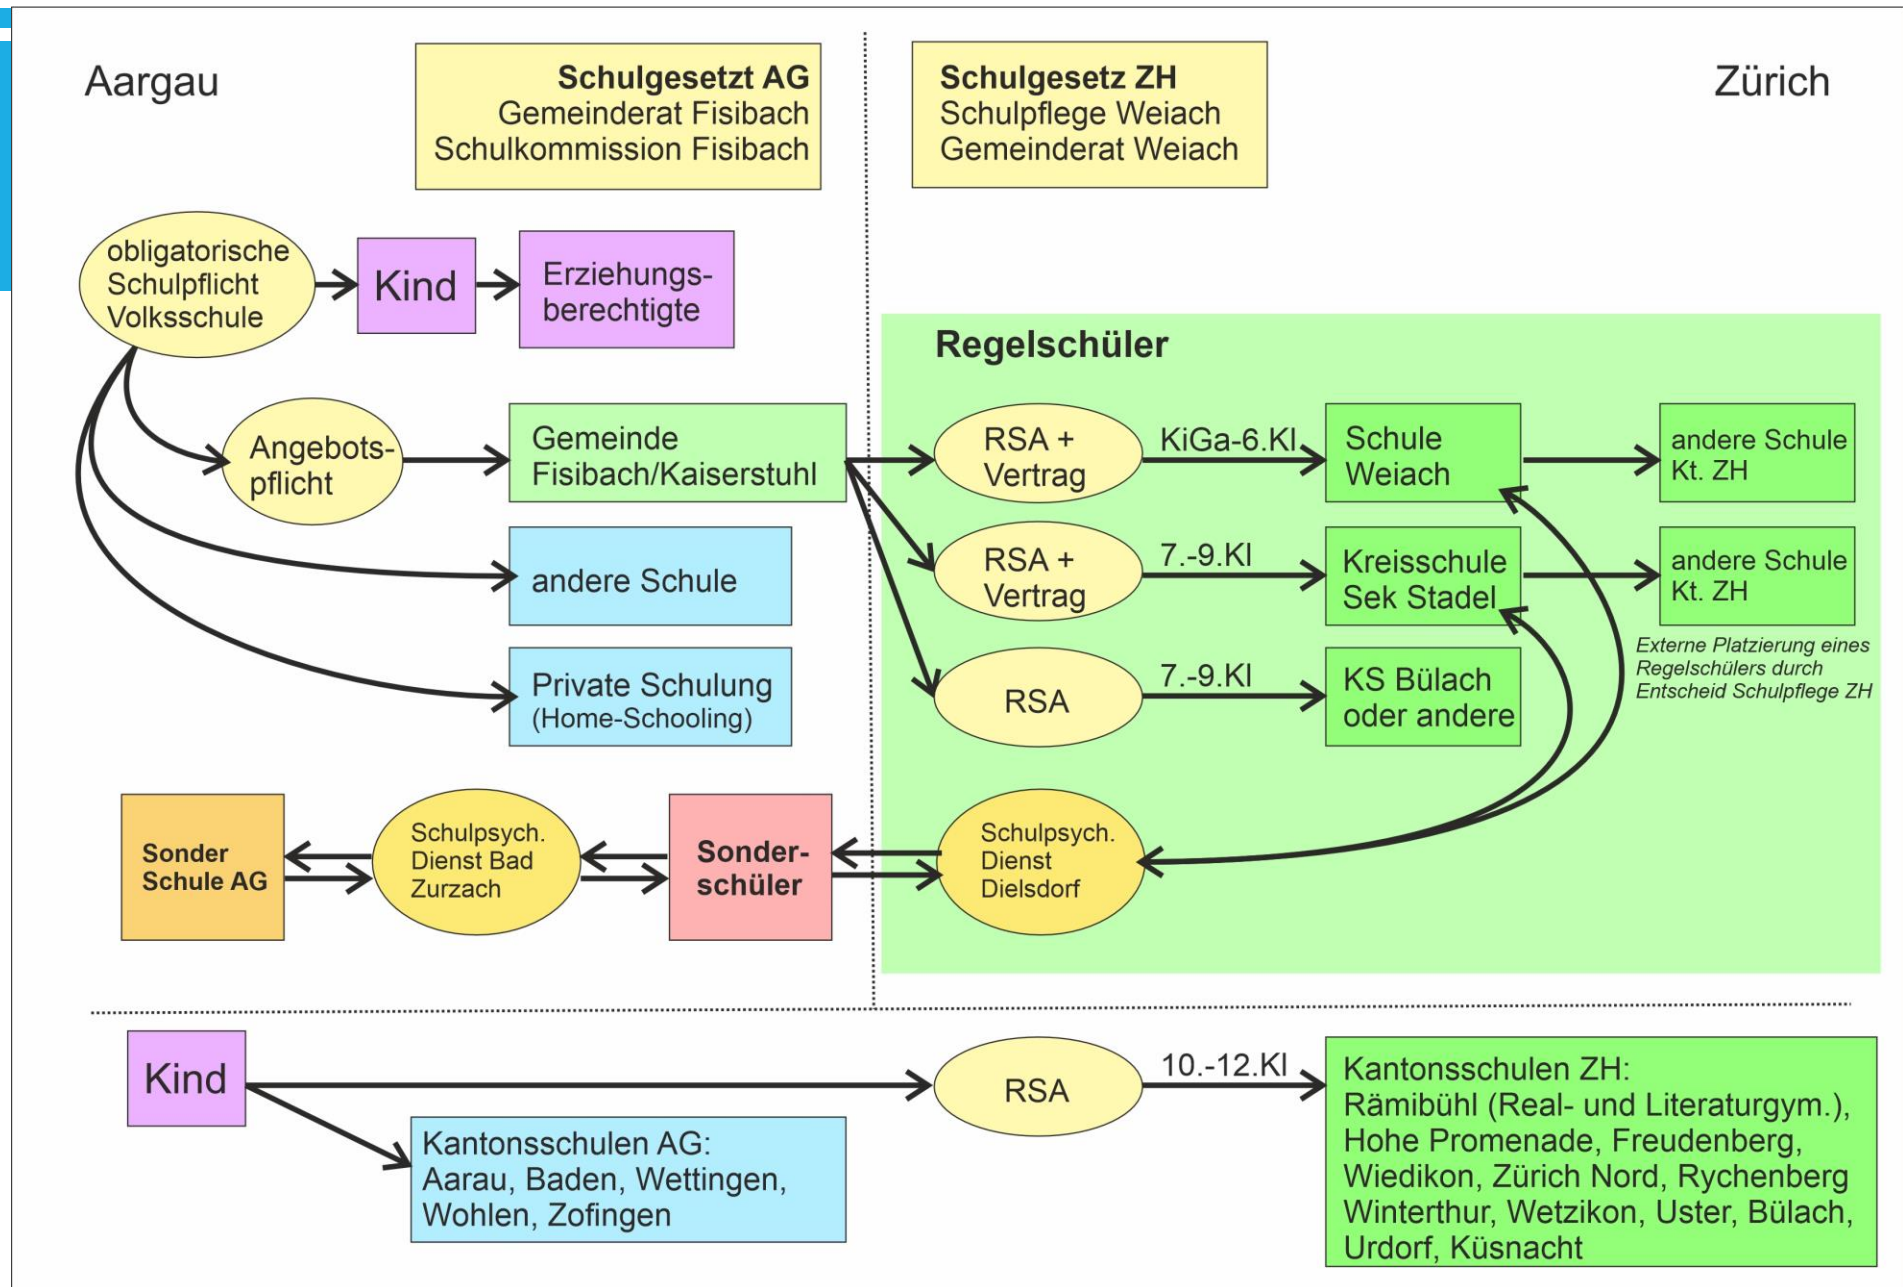 Aargau
Schulgesetzt AG
Gemeinderat Fisibach
Schulkommission Fisibach
Schulgesetz ZH
Schulpflege Weiach
Gemeinderat Weiach
Zürich
obligatorische
Schulpflicht
Volksschule
Kind
Erziehungs-
berechtigte
Regelschüler
Angebots-
pflicht
Gemeinde
Fisibach/Kaiserstuhl
RSA +
Vertrag
KiGa-6.Kl
Schule
Weiach
andere Schule
Kt. ZH
andere Schule
RSA +
Vertrag
7.-9.Kl
Kreisschule
Sek Stadel
andere Schule
Kt. ZH
Externe Platzierung eines
Regelschülers durch
Entscheid Schulpflege ZH
Private Schulung
(Home-Schooling)
RSA
7.-9.Kl
KS Bülach
oder andere
Sonder
Schule AG
Schulpsych.
Dienst Bad
Zurzach
Sonder-
schüler
Schulpsych.
Dienst
Dielsdorf
Kind
RSA
10.-12.Kl
Kantonsschulen AG:
Aarau, Baden, Wettingen,
Wohlen, Zofingen
Kantonsschulen ZH:
Rämibühl (Real- und Literaturgym.),
Hohe Promenade, Freudenberg,
Wiedikon, Zürich Nord, Rychenberg
Winterthur, Wetzikon, Uster, Bülach,
Urdorf, Küsnacht